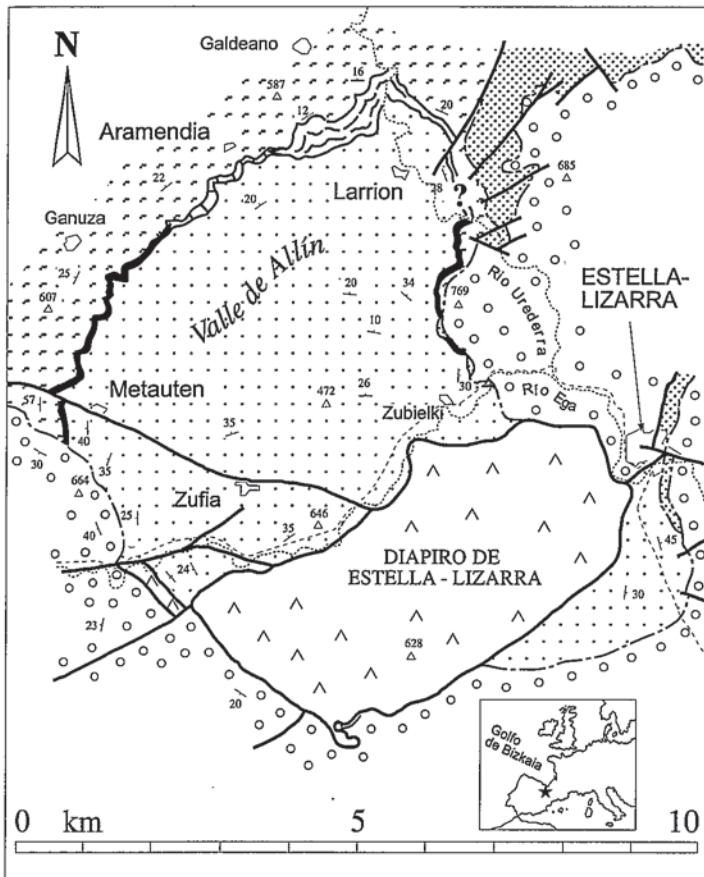 Galdeano
N
16
587
12
20
Aramendia
685
22
20
Larrion
28
?
Ganuza
25
Valle de Allín
607
20
34
769
Río Urederra
ESTELLA-
LIZARRA
10
Metauten
472
26
30
57
Zubielki
Río Ega
40
35
30
35
664
Zufia
25
646
40
35
45
24
DIAPIRO DE
ESTELLA - LIZARRA
30
23
628
20
Golfo
de Bizkaia
0 km 5 10